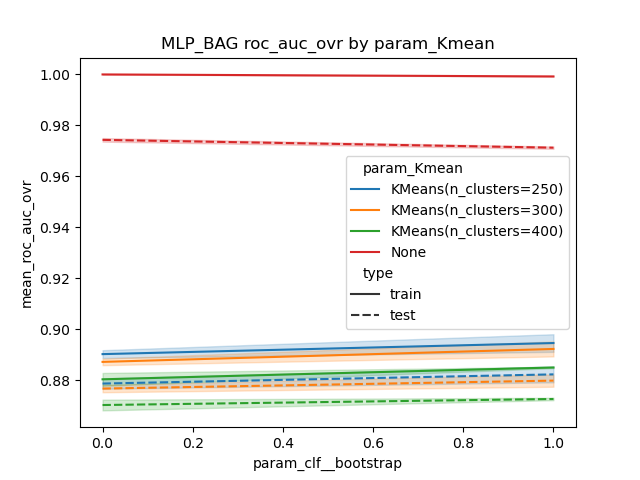 MLP_BAG roc_auc_ovr by param_Kmean
mean_roc_auc_ovr
1.00
0.98
0.96
0.94
0.92
0.90
0.88
param_Kmean
KMeans(n_clusters=250)
KMeans(n_clusters=300)
KMeans(n_clusters=400)
None
type
train
test
0.0 0.2 0.4 0.6 0.8 1.0
param_clf__bootstrap